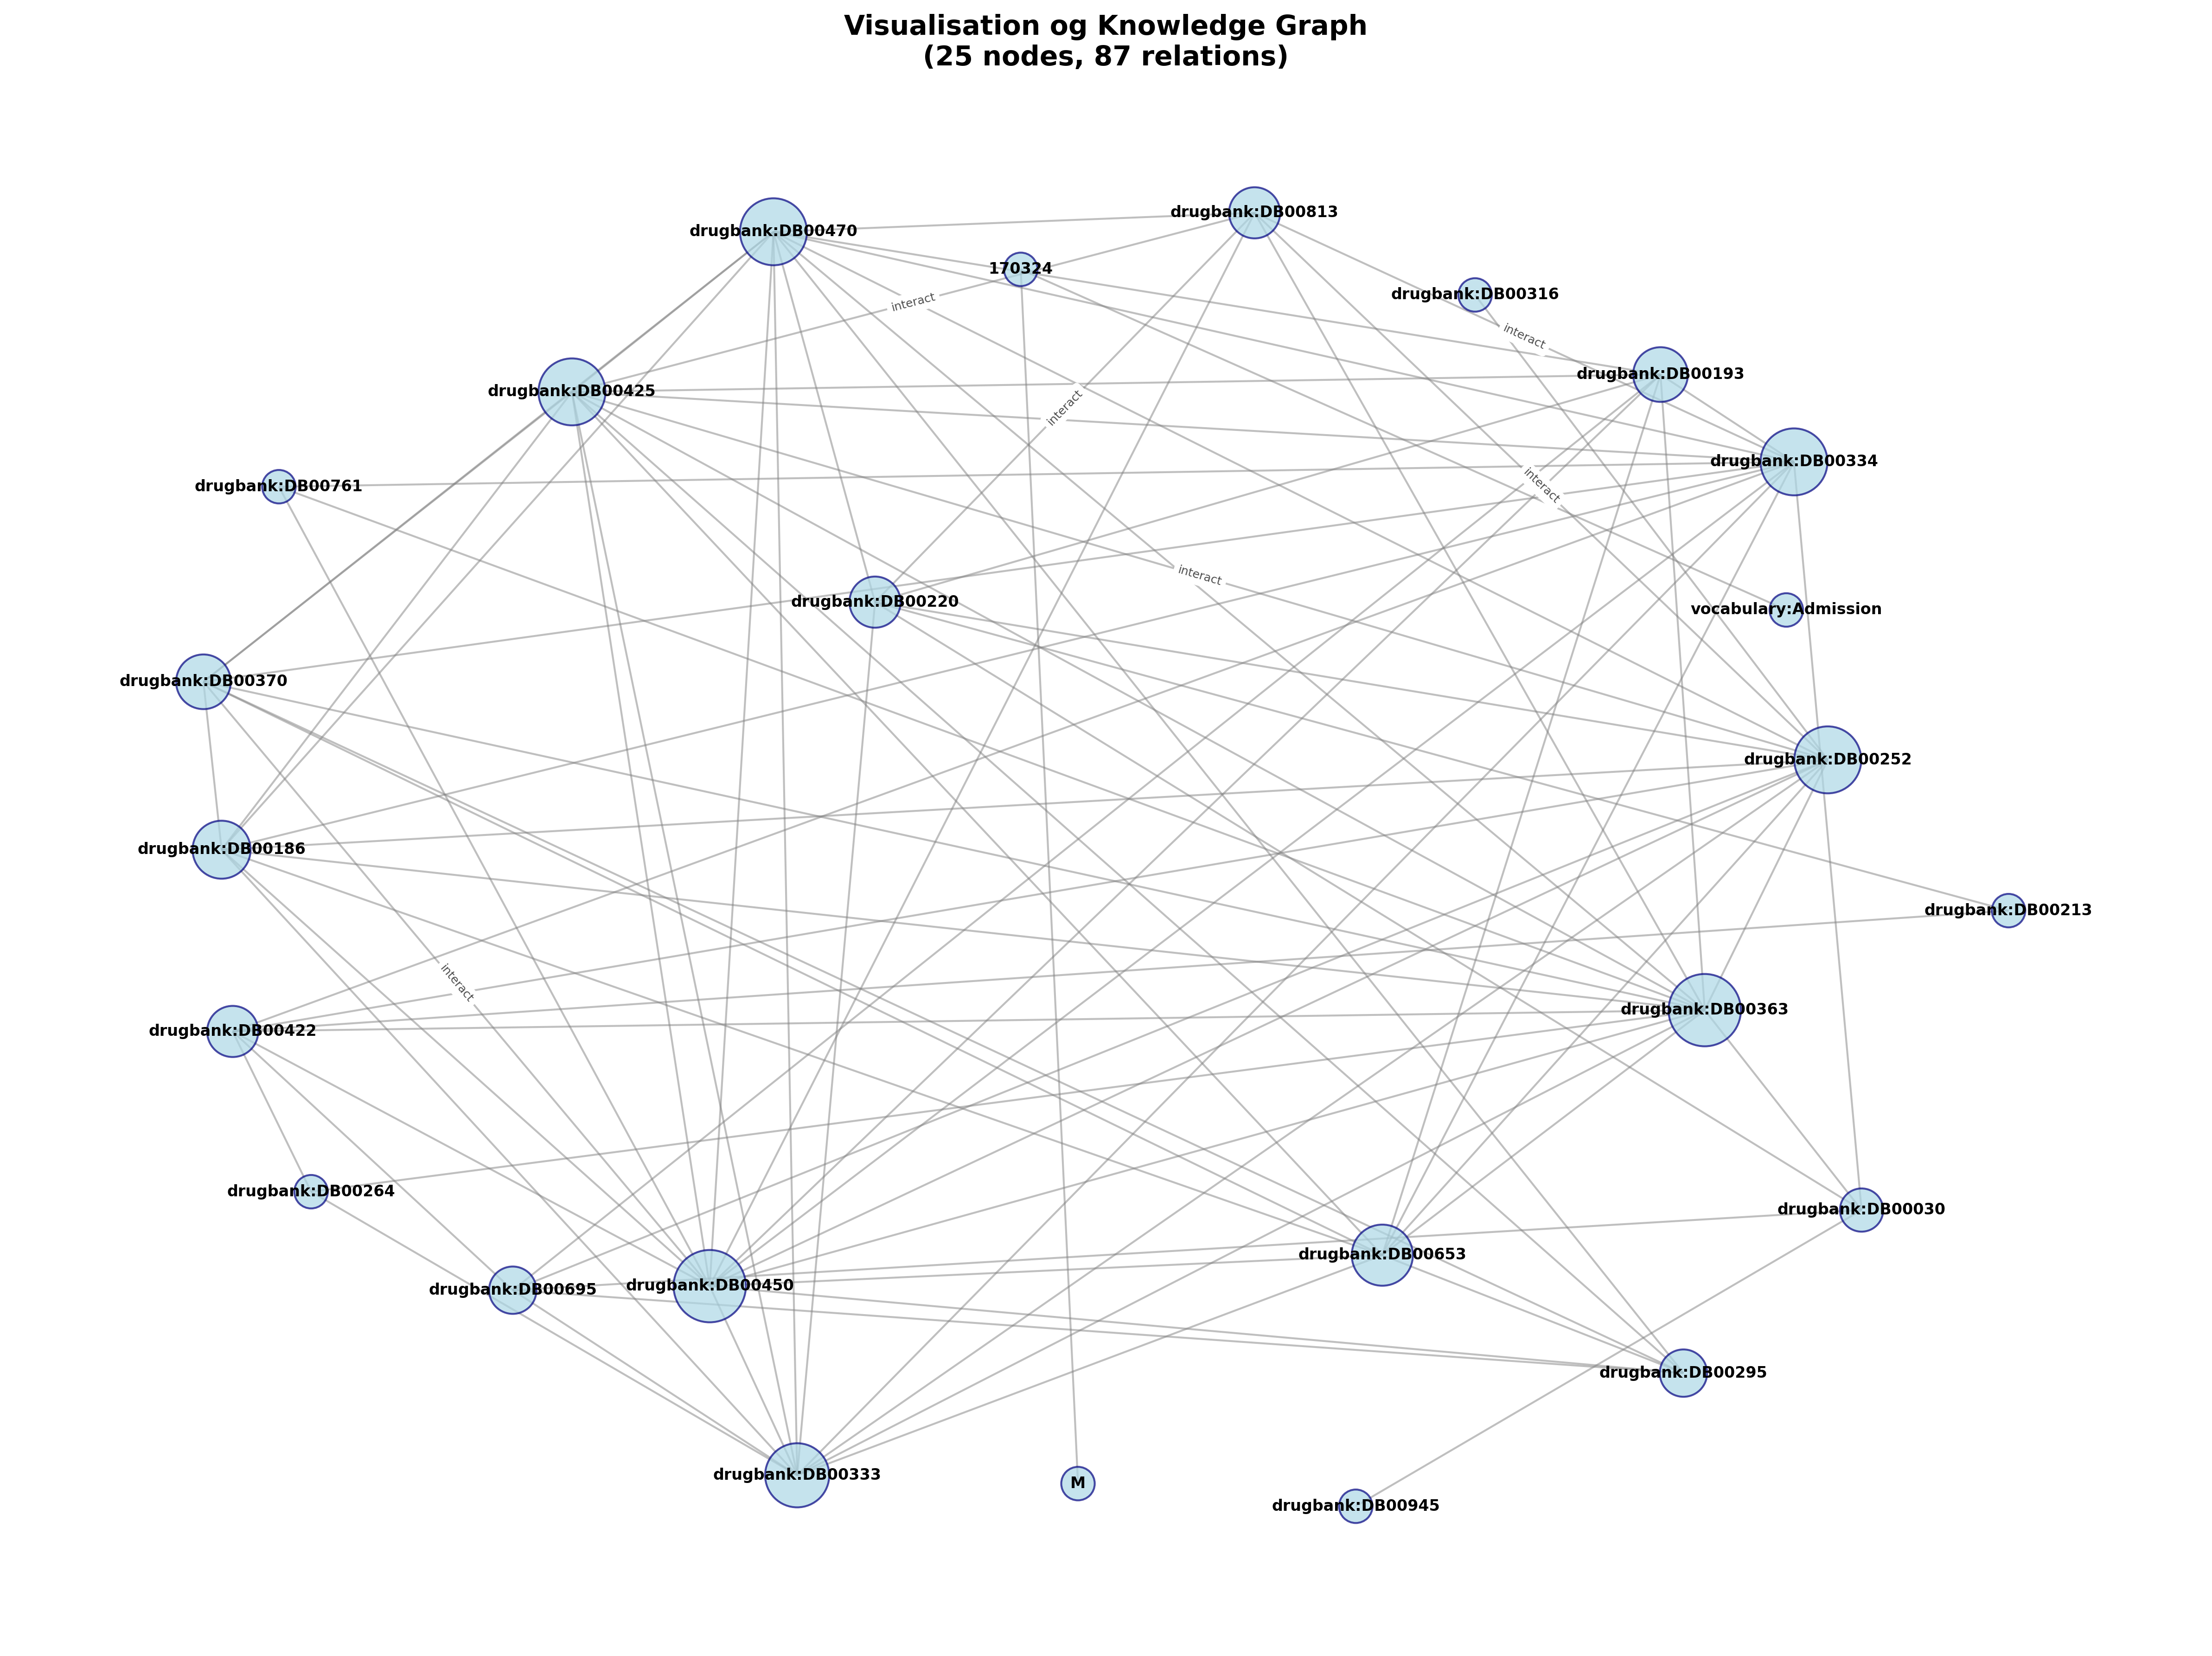 Visualisation og Knowledge Graph
(25 nodes, 87 relations)
drugbank:DB00813
drugbank:DB00470
170324
drugbank:DB00316
interact
interact
drugbank:DB00193
drugbank:DB00425
interact
drugbank:DB00334
drugbank:DB00761
interact
interact
drugbank:DB00220
vocabulary:Admission
drugbank:DB00370
drugbank:DB00252
drugbank:DB00186
drugbank:DB00213
interact
drugbank:DB00363
drugbank:DB00422
drugbank:DB00264
drugbank:DB00030
drugbank:DB00653
drugbank:DB00450
drugbank:DB00695
drugbank:DB00295
drugbank:DB00333
M
drugbank:DB00945